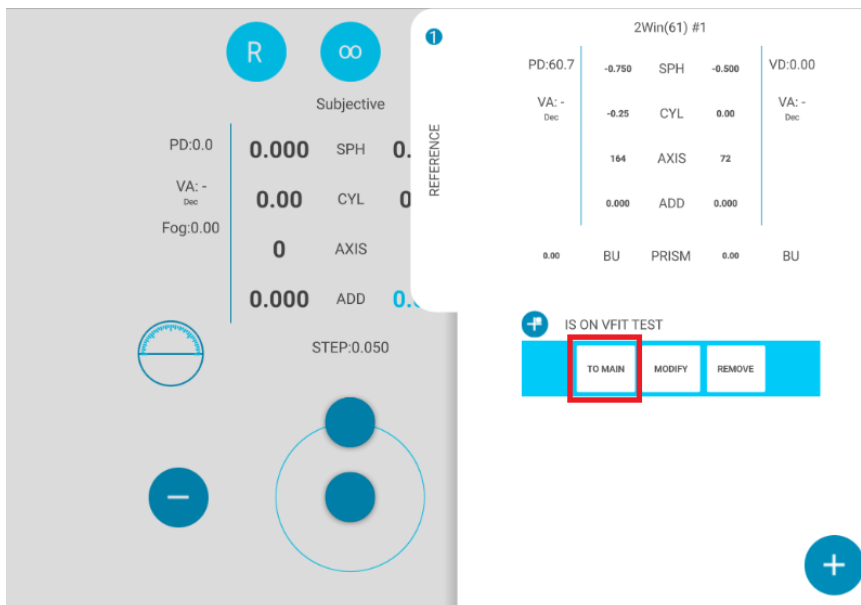 R
∞
Subjective
PD:0.0
0.000 SPH 0.
VA: -
Dec
0.00 CYL 0
Fog:0.00
0 AXIS
0.000 ADD 0.
STEP:0.050
−
1
REFERENCE
2Win(61) #1
PD:60.7 -0.750 SPH -0.500 VD:0.00
VA: - -0.25 CYL 0.00 VA: -
Dec Dec
164 AXIS 72
0.000 ADD 0.000
0.00 BU PRISM 0.00 BU
IS ON VFIT TEST
TO MAIN MODIFY REMOVE
+